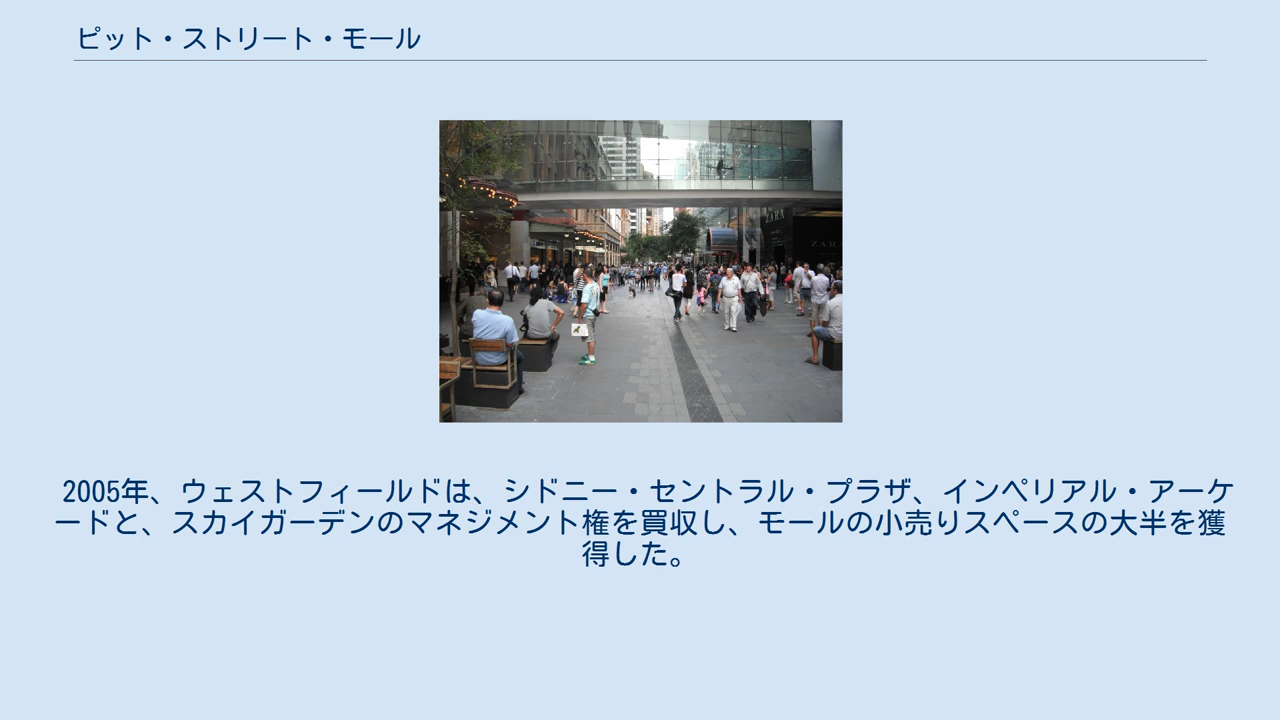 ピット・ストリート・モール
ZARA
ZARA
2005年、ウェストフィールドは、シドニー・セントラル・プラザ、インペリアル・アーケ
ードと、スカイガーデンのマネジメント権を買収し、モールの小売りスペースの大半を獲
得した。